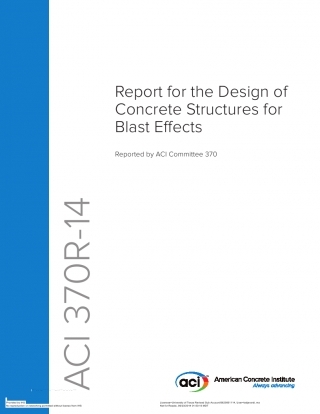 Report for the Design of
Concrete Structures for
Blast Effects
Reported by ACI Committee 370
ACI 370R-14
aci
American Concrete Institute
Always advancing